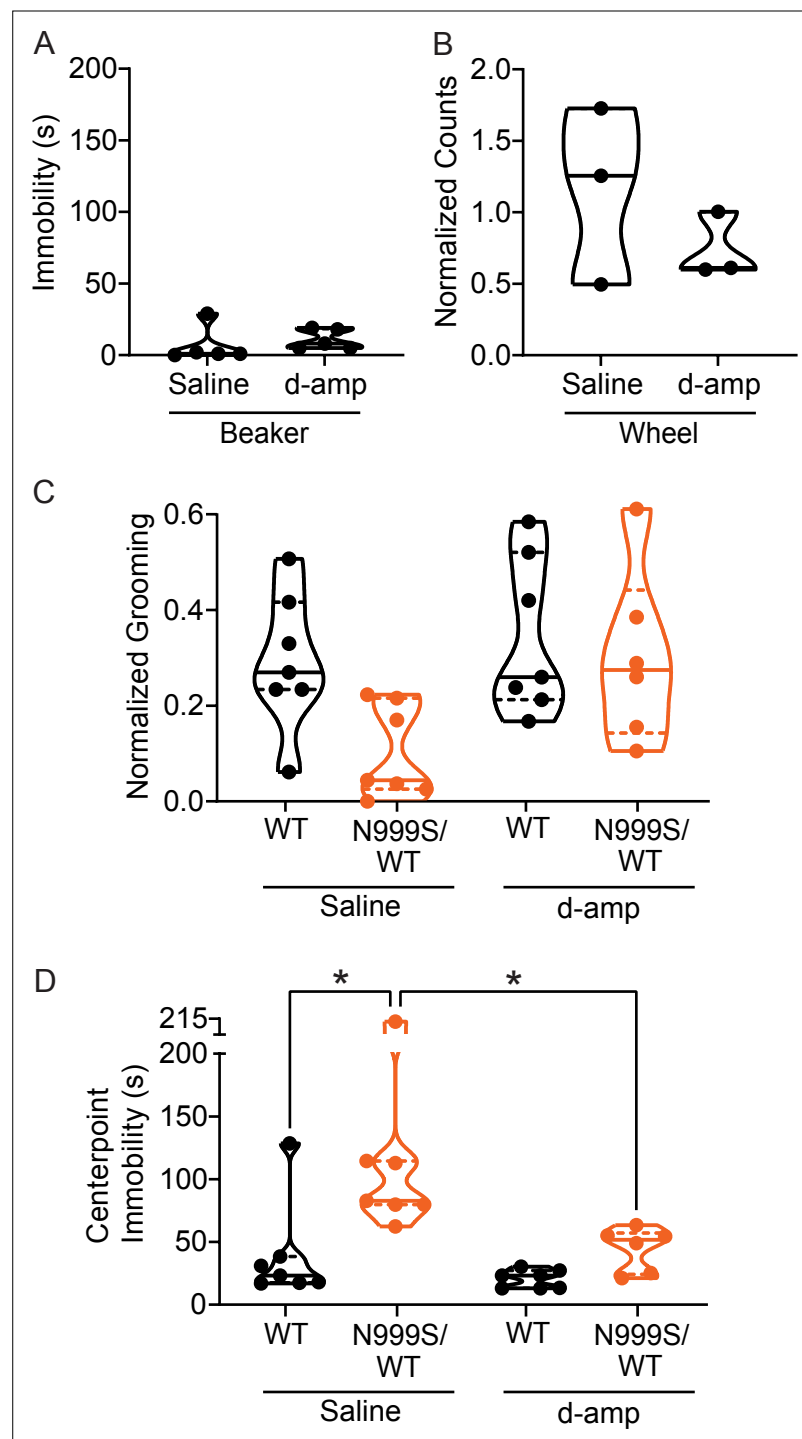 A
Immobility (s)
200
150
100
50
0
Saline d-amp
Beaker
B
Normalized Counts
2.0
1.5
1.0
0.5
0.0
Saline d-amp
Wheel
C
Normalized Grooming
0.6
0.4
0.2
0.0
WT N999S/ WT N999S/
WT WT
Saline d-amp
D
* *
Centerpoint
Immobility (s)
215
200
150
100
50
0
WT N999S/ WT N999S/
WT WT
Saline d-amp